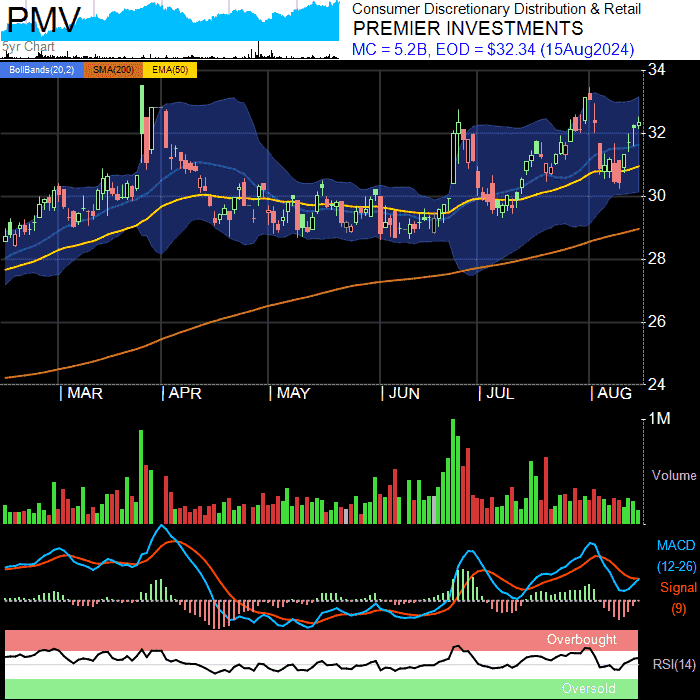 PMV
5yr Chart
Consumer Discretionary Distribution & Retail
PREMIER INVESTMENTS
MC = 5.2B, EOD = $32.34 (15Aug2024)
BollBands(20,2) SMA(200) EMA(50)
34
32
30
28
26
24
| MAR | APR | MAY | JUN | JUL | AUG
1M
Volume
MACD
(12-26)
Signal
(9)
Overbought
RSI(14)
Oversold